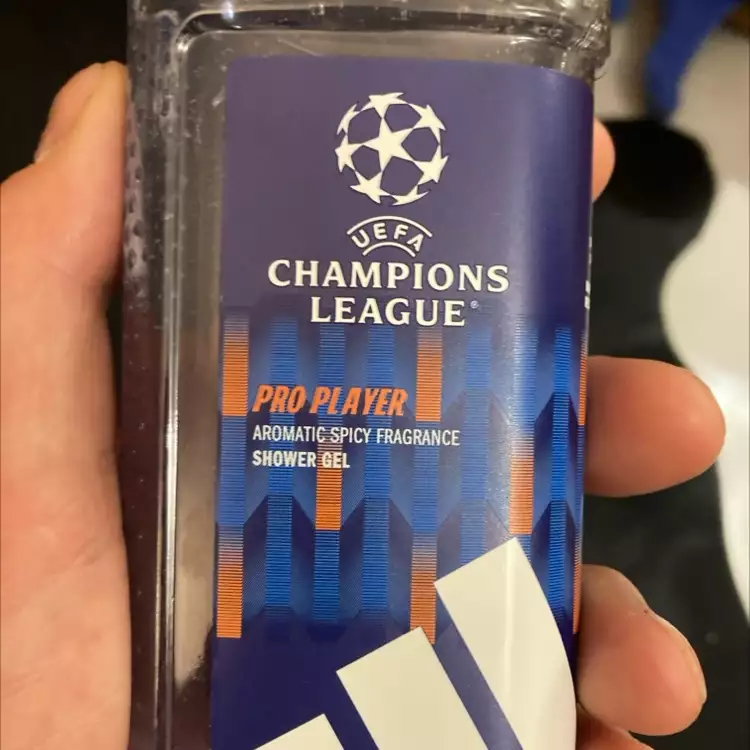 UEFA
CHAMPIONS
LEAGUE®
PRO PLAYER
AROMATIC SPICY FRAGRANCE
SHOWER GEL